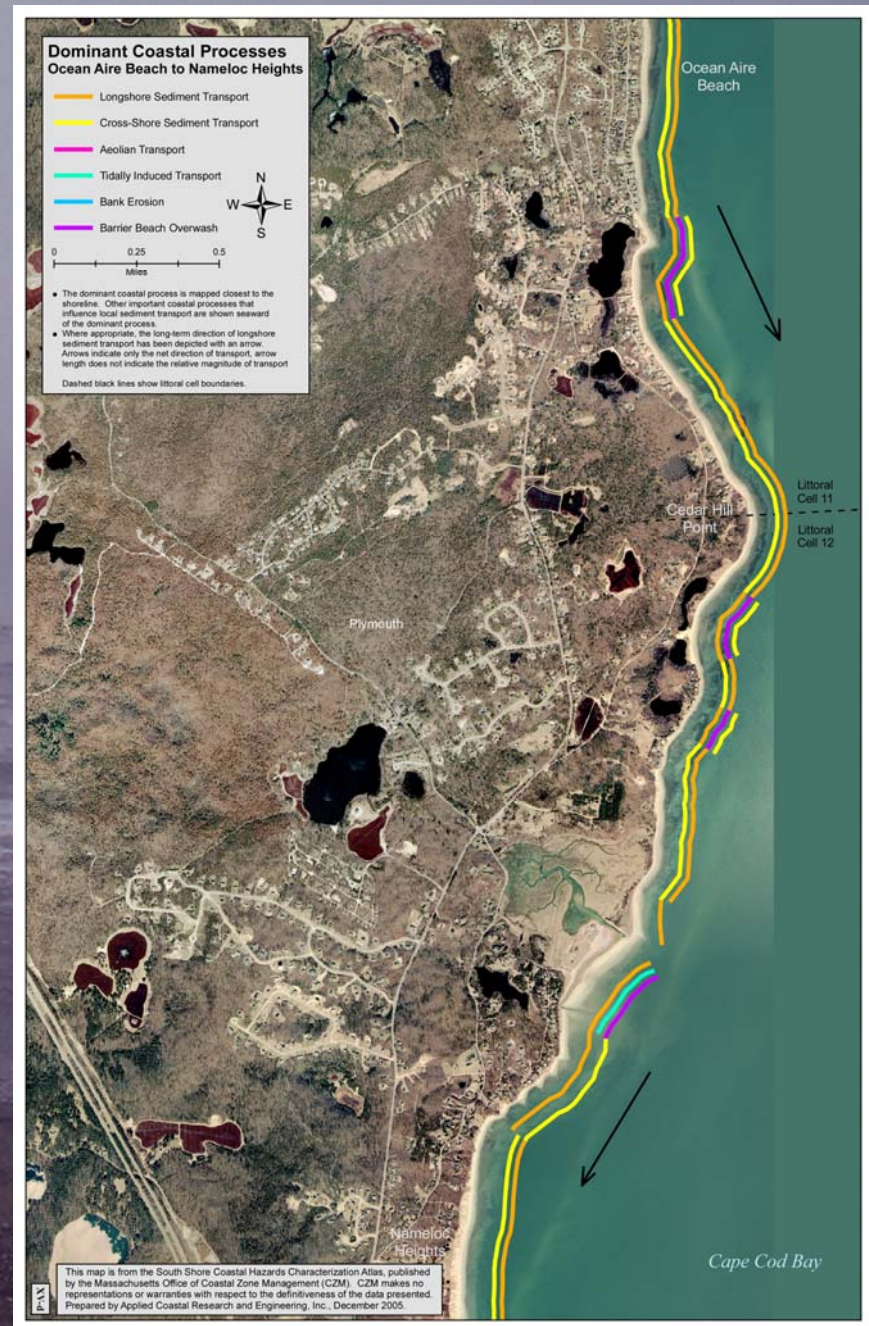 Dominant Coastal Processes
Ocean Aire Beach to Nameloc Heights
Longshore Sediment Transport
Cross-Shore Sediment Transport
Aeolian Transport
Tidally Induced Transport
Bank Erosion
Barrier Beach Overwash
N
W E
S
0 0.25 0.5
Miles
• The dominant coastal process is mapped closest to the
shoreline. Other important coastal processes that
influence local sediment transport are shown seaward
of the dominant process.
• Where appropriate, the long-term direction of longshore
sediment transport has been depicted with an arrow.
Arrows indicate only the net direction of transport, arrow
length does not indicate the relative magnitude of transport
Dashed black lines show littoral cell boundaries.
Ocean Aire
Beach
Littoral
Cell 11
Cedar Hill
Point
Littoral
Cell 12
Plymouth
Nameloc
Heights
Cape Cod Bay
This map is from the South Shore Coastal Hazards Characterization Atlas, published
by the Massachusetts Office of Coastal Zone Management (CZM). CZM makes no
representations or warranties with respect to the definitiveness of the data presented.
Prepared by Applied Coastal Research and Engineering, Inc., December 2005.